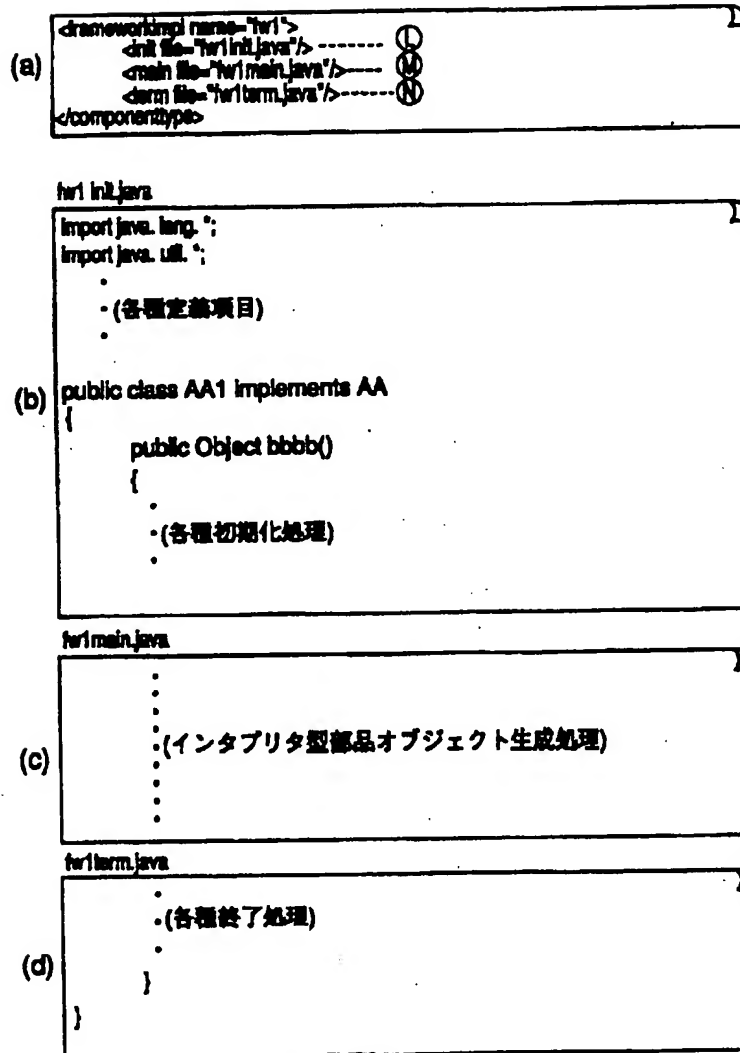 (a)
<frameworkimpl name="fw1">
<init file="fw1init.java"/> -------- Ⓛ
<main file="fw1main.java"/>----- Ⓜ
<term file="fw1term.java"/>------- Ⓝ
</componenttype>
fw1 init.java
import java. lang. *;
import java. util. *;
・
・(各種定義項目)
・
(b)
public class AA1 implements AA
{
public Object bbbb()
{
・
・(各種初期化処理)
・
fw1main.java
(c)
・
・
・
・
・(インタプリタ型部品オブジェクト生成処理)
・
・
・
・
fw1term.java
(d)
・
・(各種終了処理)
・
}
}